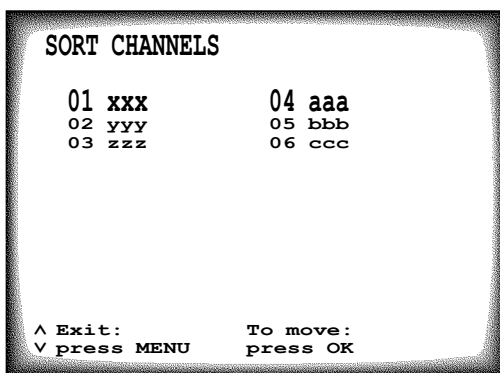 SORT CHANNELS
01 xxx 04 aaa
02 yyy 05 bbb
03 zzz 06 ccc
^ Exit: To move:
v press MENU press OK